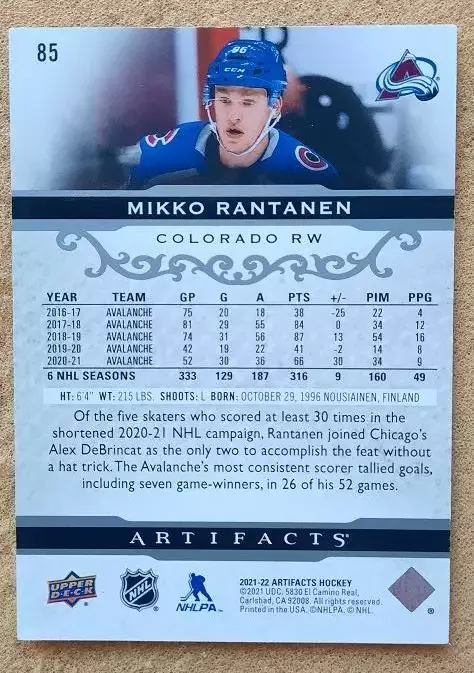 85
96
CCM
MIKKO RANTANEN
COLORADO RW
YEAR TEAM GP G A PTS +/- PIM PPG
2016-17 AVALANCHE 75 20 18 38 -25 22 4
2017-18 AVALANCHE 81 29 55 84 0 34 12
2018-19 AVALANCHE 74 31 56 87 13 54 16
2019-20 AVALANCHE 42 19 22 41 -2 14 8
2020-21 AVALANCHE 52 30 36 66 30 34 9
6 NHL SEASONS 333 129 187 316 9 160 49
HT: 6'4" WT: 215 LBS. SHOOTS: L BORN: OCTOBER 29, 1996 NOUSIAINEN, FINLAND
Of the five skaters who scored at least 30 times in the
shortened 2020-21 NHL campaign, Rantanen joined Chicago's
Alex DeBrincat as the only two to accomplish the feat without
a hat trick. The Avalanche's most consistent scorer tallied goals,
including seven game-winners, in 26 of his 52 games.
ARTIFACTS®
UPPER
DECK
NHL
NHLPA
2021-22 ARTIFACTS HOCKEY
©2021 UDC. 5830 El Camino Real,
Carlsbad, CA 92008. All rights reserved.
Printed in the USA. ©NHLPA. © NHL.
®